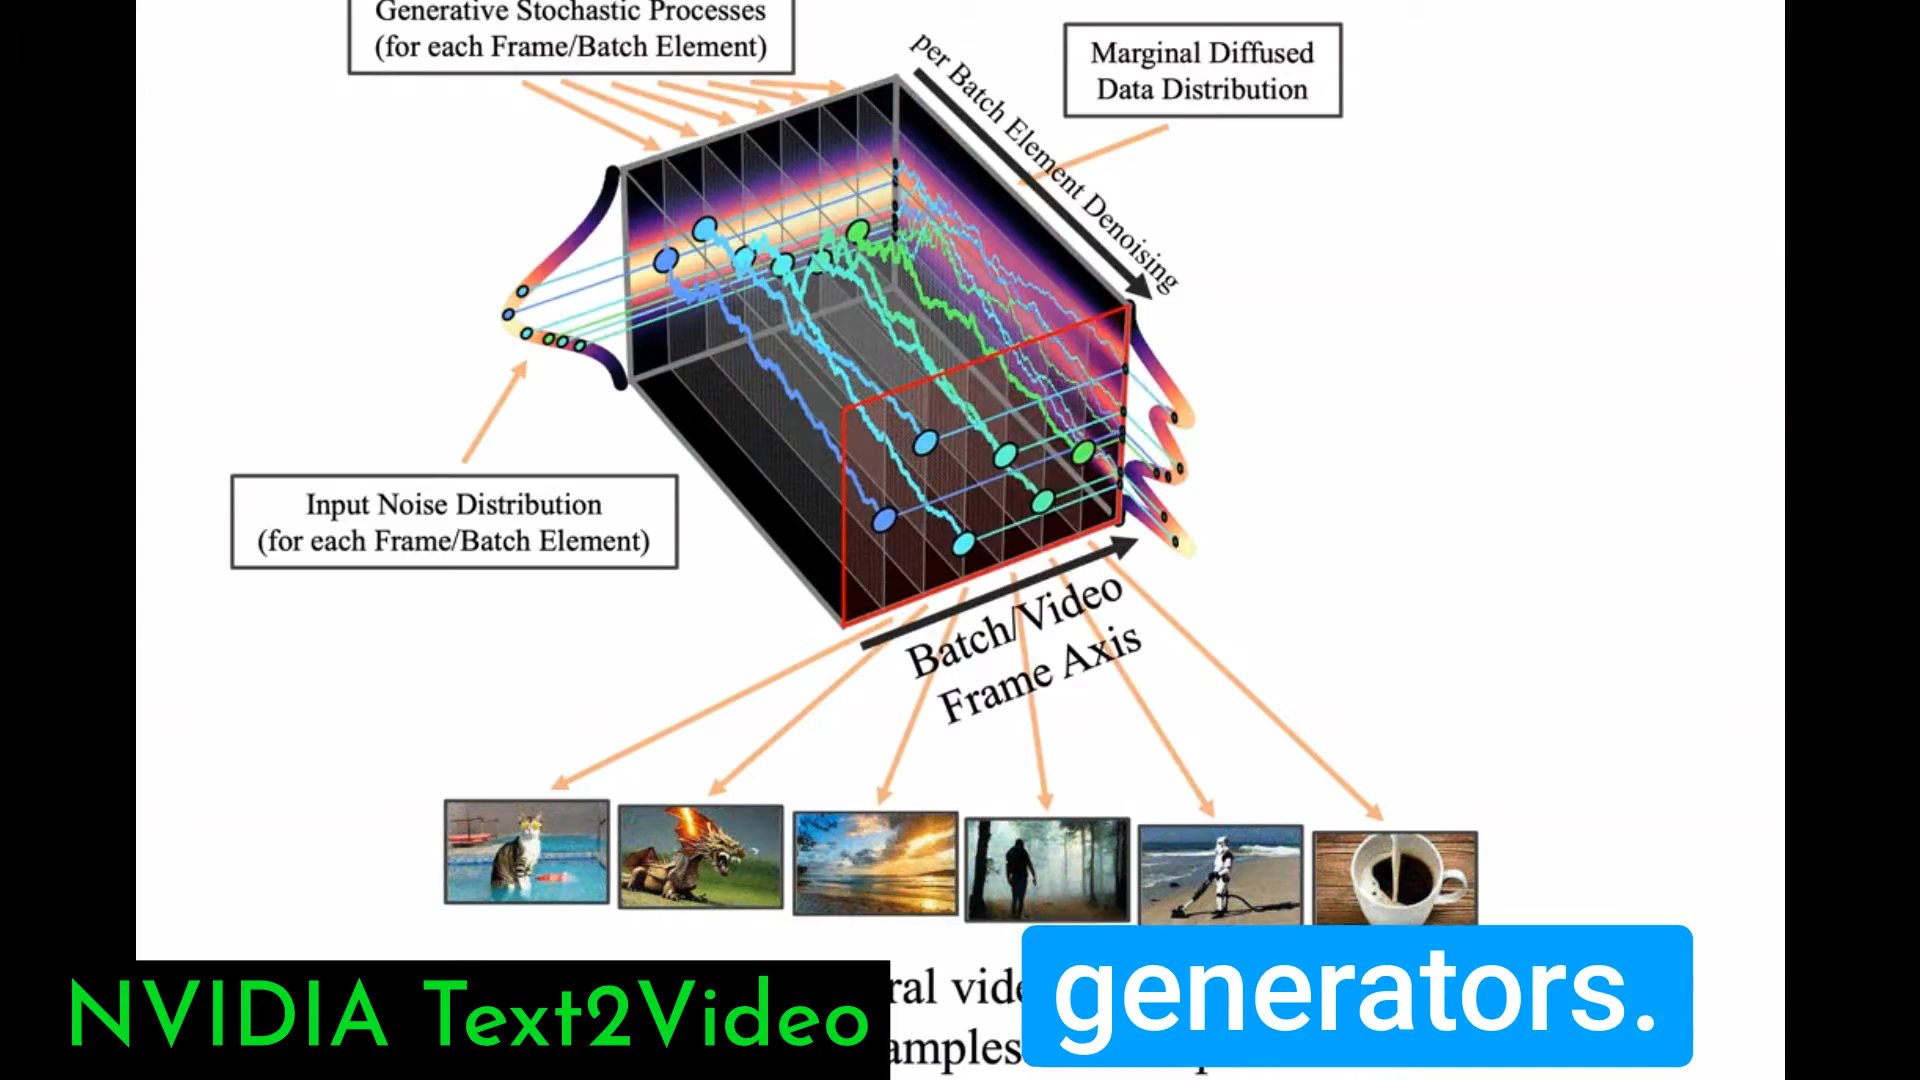 Generative Stochastic Processes
(for each Frame/Batch Element)
Marginal Diffused
Data Distribution
per Batch Element Denoising
Input Noise Distribution
(for each Frame/Batch Element)
Batch/Video
Frame Axis
NVIDIA Text2Video
generators.